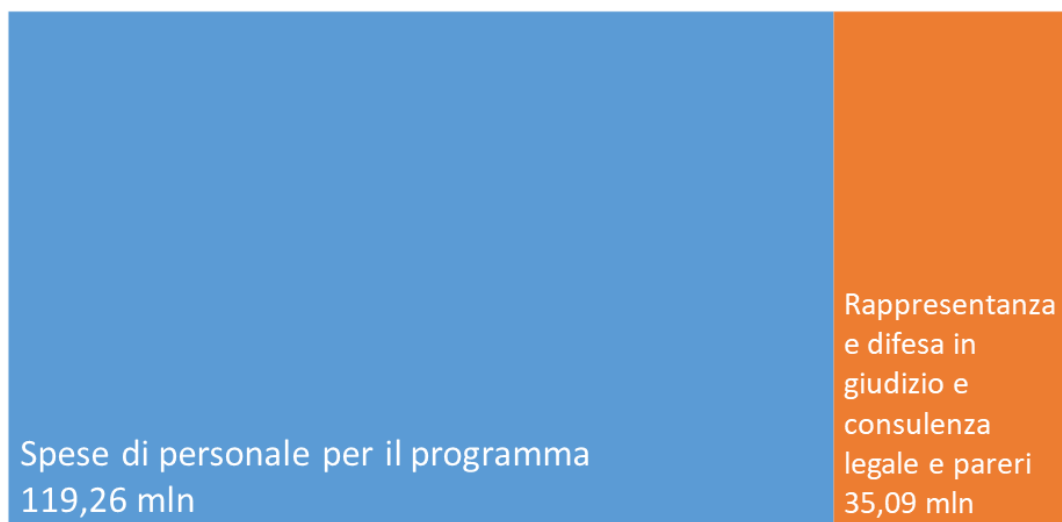 Spese di personale per il programma
119,26 mln
Rappresentanza
e difesa in
giudizio e
consulenza
legale e pareri
35,09 mln